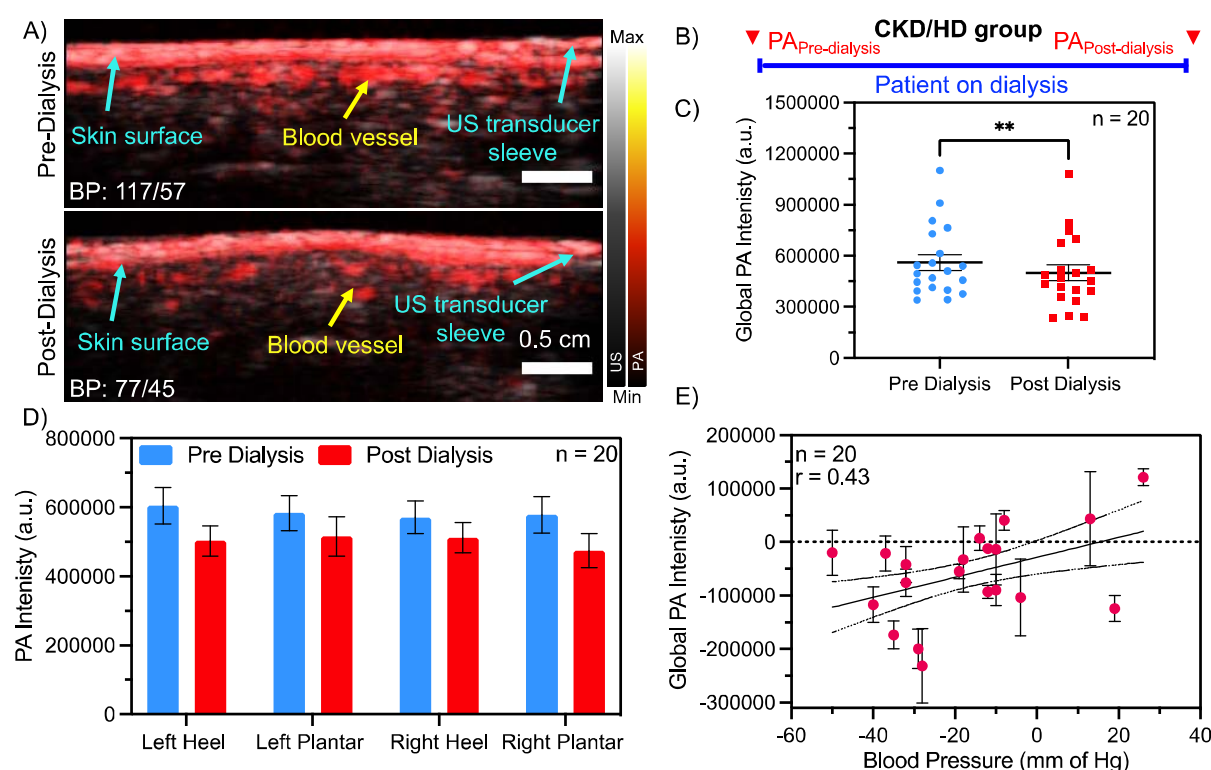 A)
Pre-Dialysis
Skin surface
Blood vessel
US transducer
sleeve
BP: 117/57
Post-Dialysis
Skin surface
Blood vessel
US transducer
sleeve
0.5 cm
BP: 77/45
Max
US
PA
Min
B)
CKD/HD group
PAPre-dialysis
PAPost-dialysis
Patient on dialysis
C)
Global PA Intenisty (a.u.)
1500000
1200000
900000
600000
300000
0
**
n = 20
Pre Dialysis
Post Dialysis
D)
PA Intenisty (a.u.)
800000
600000
400000
200000
0
Pre Dialysis
Post Dialysis
n = 20
Left Heel
Left Plantar
Right Heel
Right Plantar
E)
Global PA Intenisty (a.u.)
200000
100000
0
-100000
-200000
-300000
n = 20
r = 0.43
-60
-40
-20
0
20
40
Blood Pressure (mm of Hg)